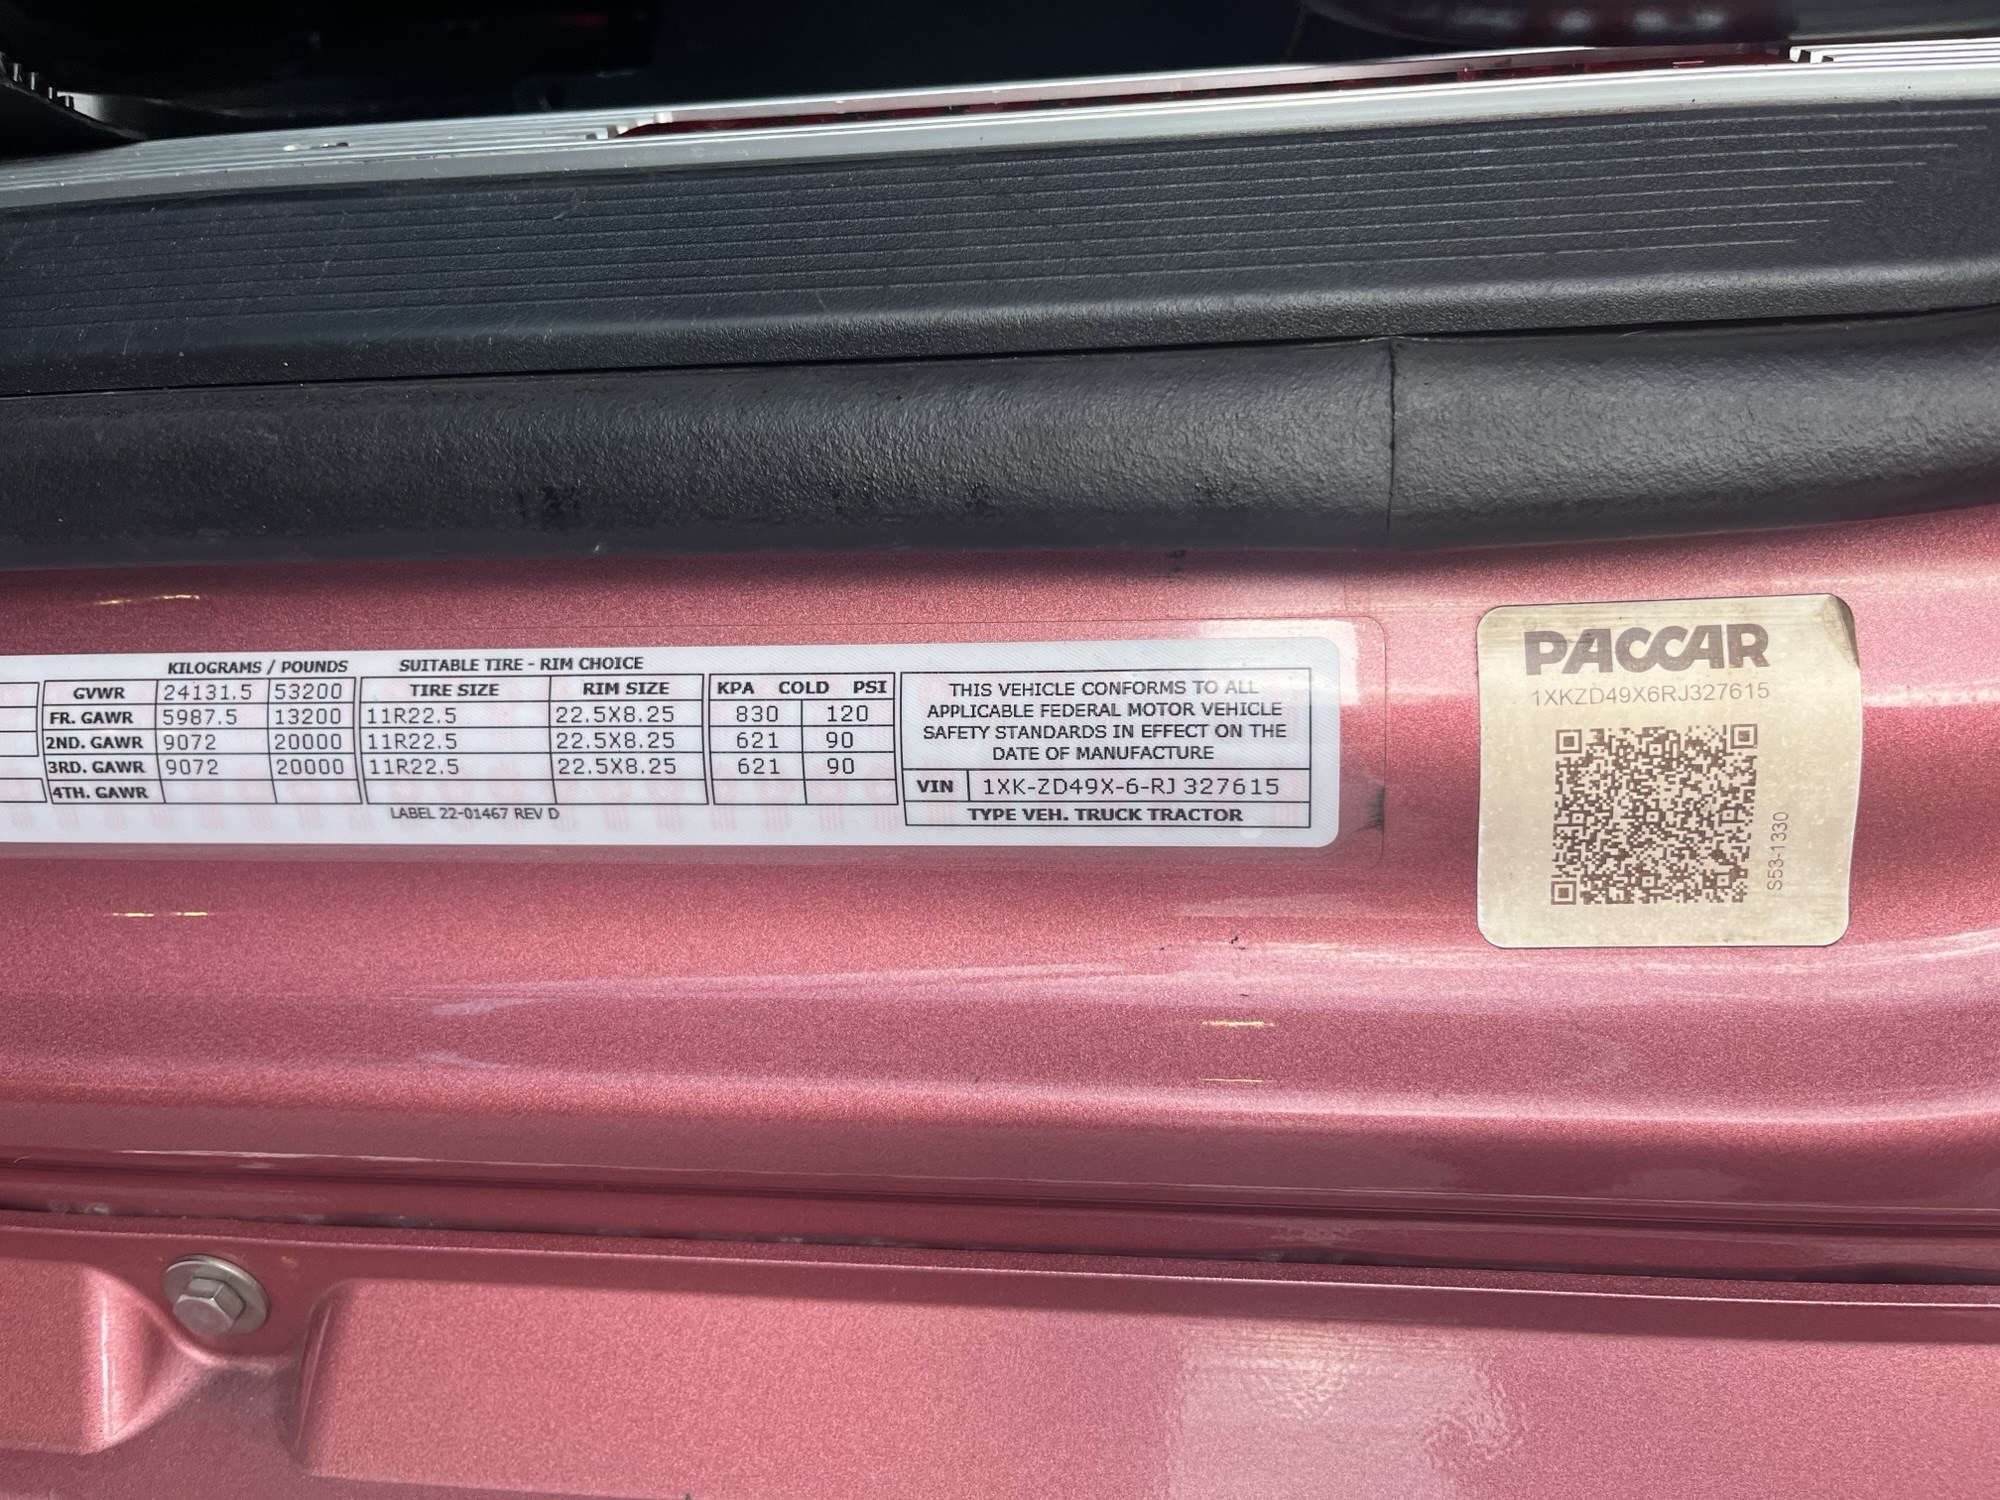 KILOGRAMS / POUNDS SUITABLE TIRE - RIM CHOICE
GVWR 24131.5 53200 TIRE SIZE RIM SIZE KPA COLD PSI
FR. GAWR 5987.5 13200 11R22.5 22.5X8.25 830 120
2ND. GAWR 9072 20000 11R22.5 22.5X8.25 621 90
3RD. GAWR 9072 20000 11R22.5 22.5X8.25 621 90
4TH. GAWR
LABEL 22-01467 REV D
THIS VEHICLE CONFORMS TO ALL
APPLICABLE FEDERAL MOTOR VEHICLE
SAFETY STANDARDS IN EFFECT ON THE
DATE OF MANUFACTURE
VIN 1XK-ZD49X-6-RJ 327615
TYPE VEH. TRUCK TRACTOR
PACCAR
1XKZD49X6RJ327615
S53-1330